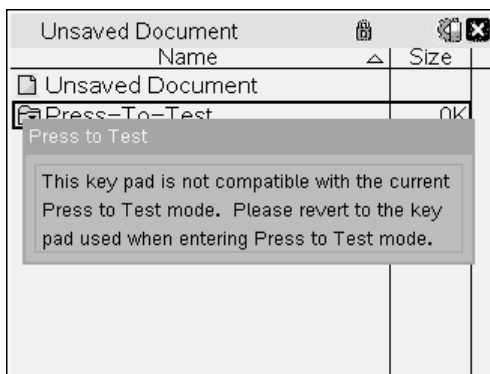 Unsaved Document
Name Size
Unsaved Document
Press-To-Test 0K
Press to Test
This key pad is not compatible with the current
Press to Test mode. Please revert to the key
pad used when entering Press to Test mode.